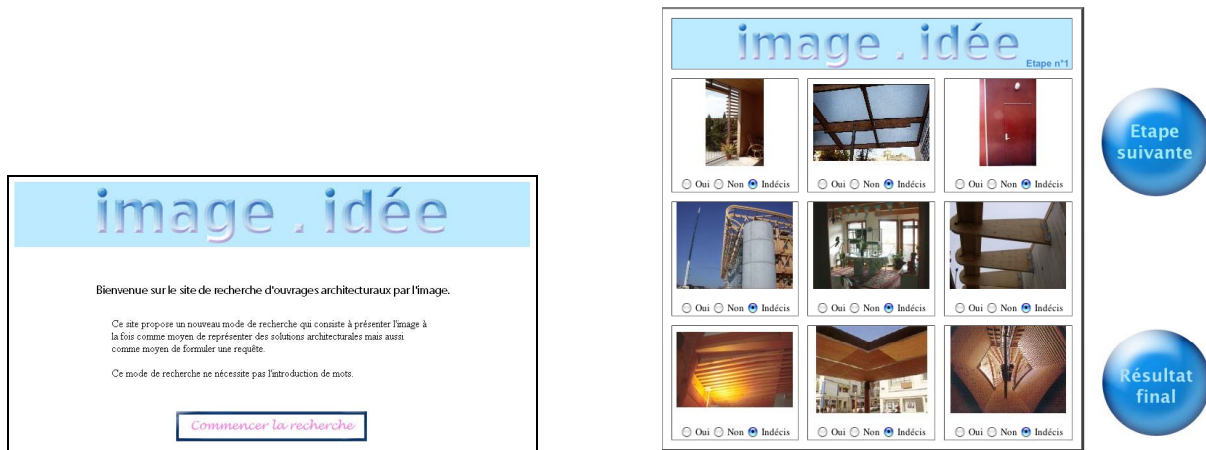 image . idée
Bienvenue sur le site de recherche d'ouvrages architecturaux par l'image.
Ce site propose un nouveau mode de recherche qui consiste à présenter l'image à
la fois comme moyen de représenter des solutions architecturales mais aussi
comme moyen de formuler une requête.
Ce mode de recherche ne nécessite pas l'introduction de mots.
Commencer la recherche
image . idée
Etape n°1
Oui Non Indécis Oui Non Indécis Oui Non Indécis
Oui Non Indécis Oui Non Indécis Oui Non Indécis
Oui Non Indécis Oui Non Indécis Oui Non Indécis
Etape
suivante
Résultat
final